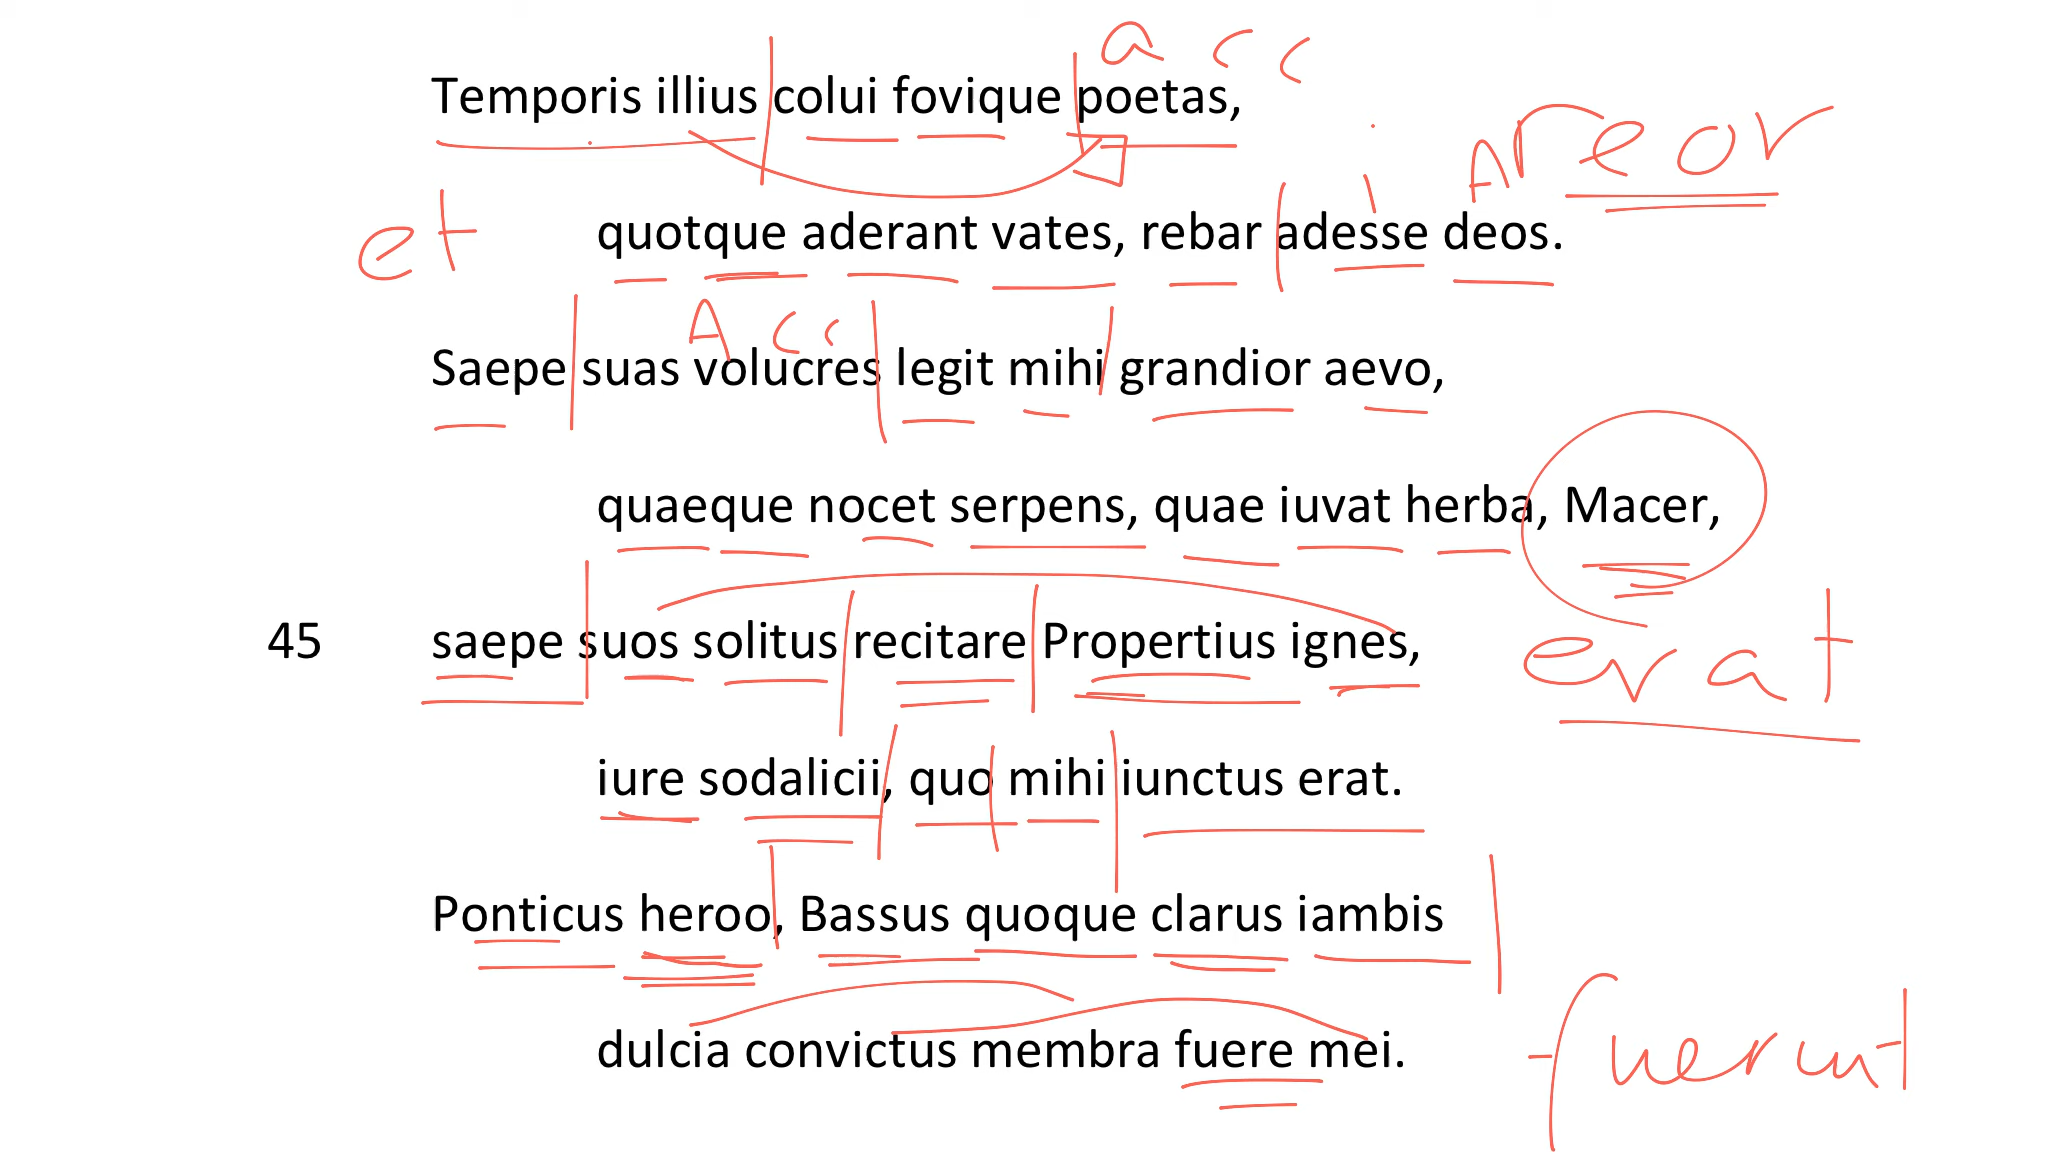 acc
Temporis illius colui fovique poetas,
reor
A i
et
quotque aderant vates, rebar adesse deos.
Acc
Saepe suas volucres legit mihi grandior aevo,
quaeque nocet serpens, quae iuvat herba, Macer,
45 saepe suos solitus recitare Propertius ignes,
erat
iure sodalicii, quo mihi iunctus erat.
Ponticus heroo, Bassus quoque clarus iambis
dulcia convictus membra fuere mei.
fuerunt